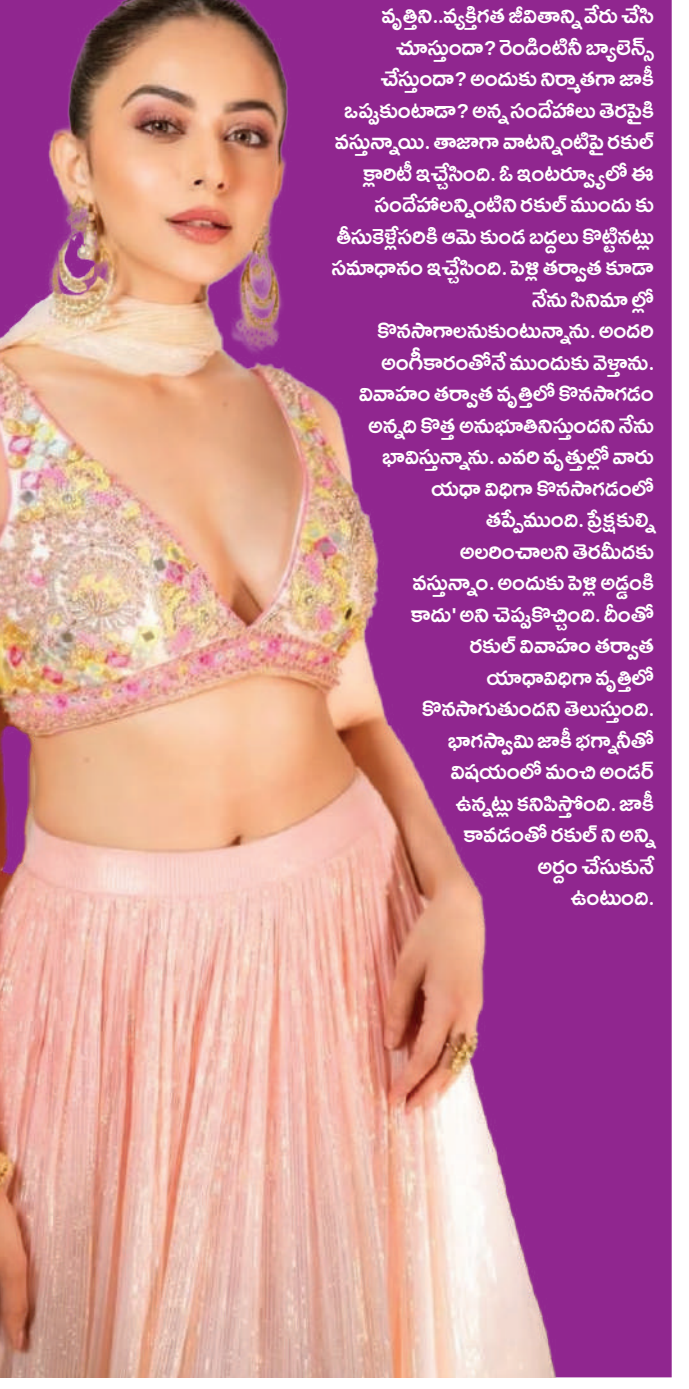 వృత్తిని..వ్యక్తిగత జీవితాన్ని వేరు చేసి
చూస్తుందా? రెండింటినీ బ్యాలెన్స్
చేస్తుందా? అందుకు నిర్మాతగా జాకీ
ఒప్పుకుంటాడా? అన్న సందేహాలు తెరపైకి
వస్తున్నాయి. తాజాగా వాటన్నింటిపై రకుల్
క్లారిటీ ఇచ్చేసింది. ఓ ఇంటర్వ్యూలో ఈ
సందేహాలన్నింటిని రకుల్ ముందు కు
తీసుకెళ్లేసరికి ఆమె కుండ బద్దలు కొట్టినట్లు
సమాధానం ఇచ్చేసింది. పెళ్లి తర్వాత కూడా
నేను సినిమా ల్లో
కొనసాగాలనుకుంటున్నాను. అందరి
అంగీకారంతోనే ముందుకు వెళ్తాను.
వివాహం తర్వాత వృత్తిలో కొనసాగడం
అన్నది కొత్త అనుభూతినిస్తుందని నేను
భావిస్తున్నాను. ఎవరి వృత్తుల్లో వారు
యధా విధిగా కొనసాగడంలో
తప్పేముంది. ప్రేక్షకుల్ని
అలరించాలని తెరమీదకు
వస్తున్నాం. అందుకు పెళ్లి అడ్డంకి
కాదు' అని చెప్పుకొచ్చింది. దీంతో
రకుల్ వివాహం తర్వాత
యాధావిధిగా వృత్తిలో
కొనసాగుతుందని తెలుస్తుంది.
భాగస్వామి జాకీ భగ్నానీతో
విషయంలో మంచి అండర్
ఉన్నట్లు కనిపిస్తోంది. జాకీ
కావడంతో రకుల్ ని అన్ని
అర్దం చేసుకునే
ఉంటుంది.